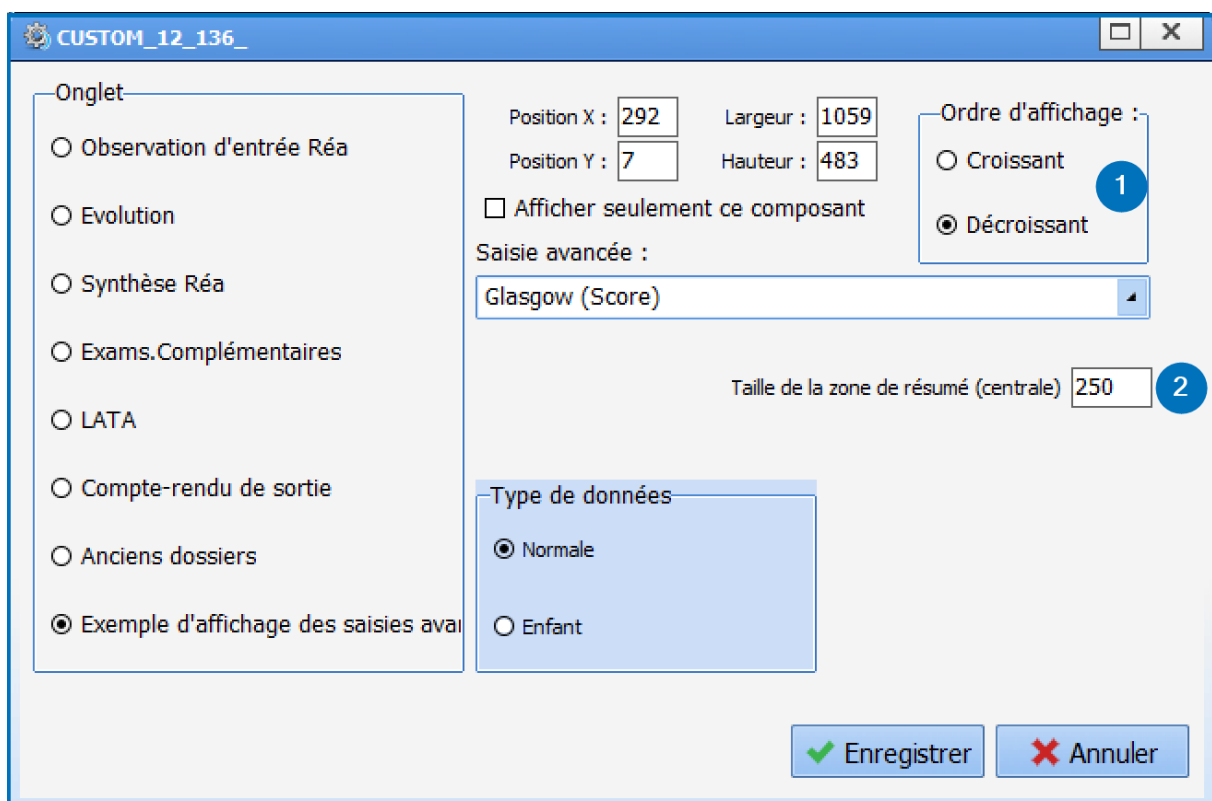 CUSTOM_12_136_
Onglet
Observation d'entrée Réa
Evolution
Synthèse Réa
Exams.Complémentaires
LATA
Compte-rendu de sortie
Anciens dossiers
Exemple d'affichage des saisies avan
Position X : 292 Largeur : 1059
Position Y : 7 Hauteur : 483
Afficher seulement ce composant
Ordre d'affichage :
Croissant
1
Décroissant
Saisie avancée :
Glasgow (Score)
Taille de la zone de résumé (centrale) 250 2
Type de données
Normale
Enfant
Enregistrer Annuler